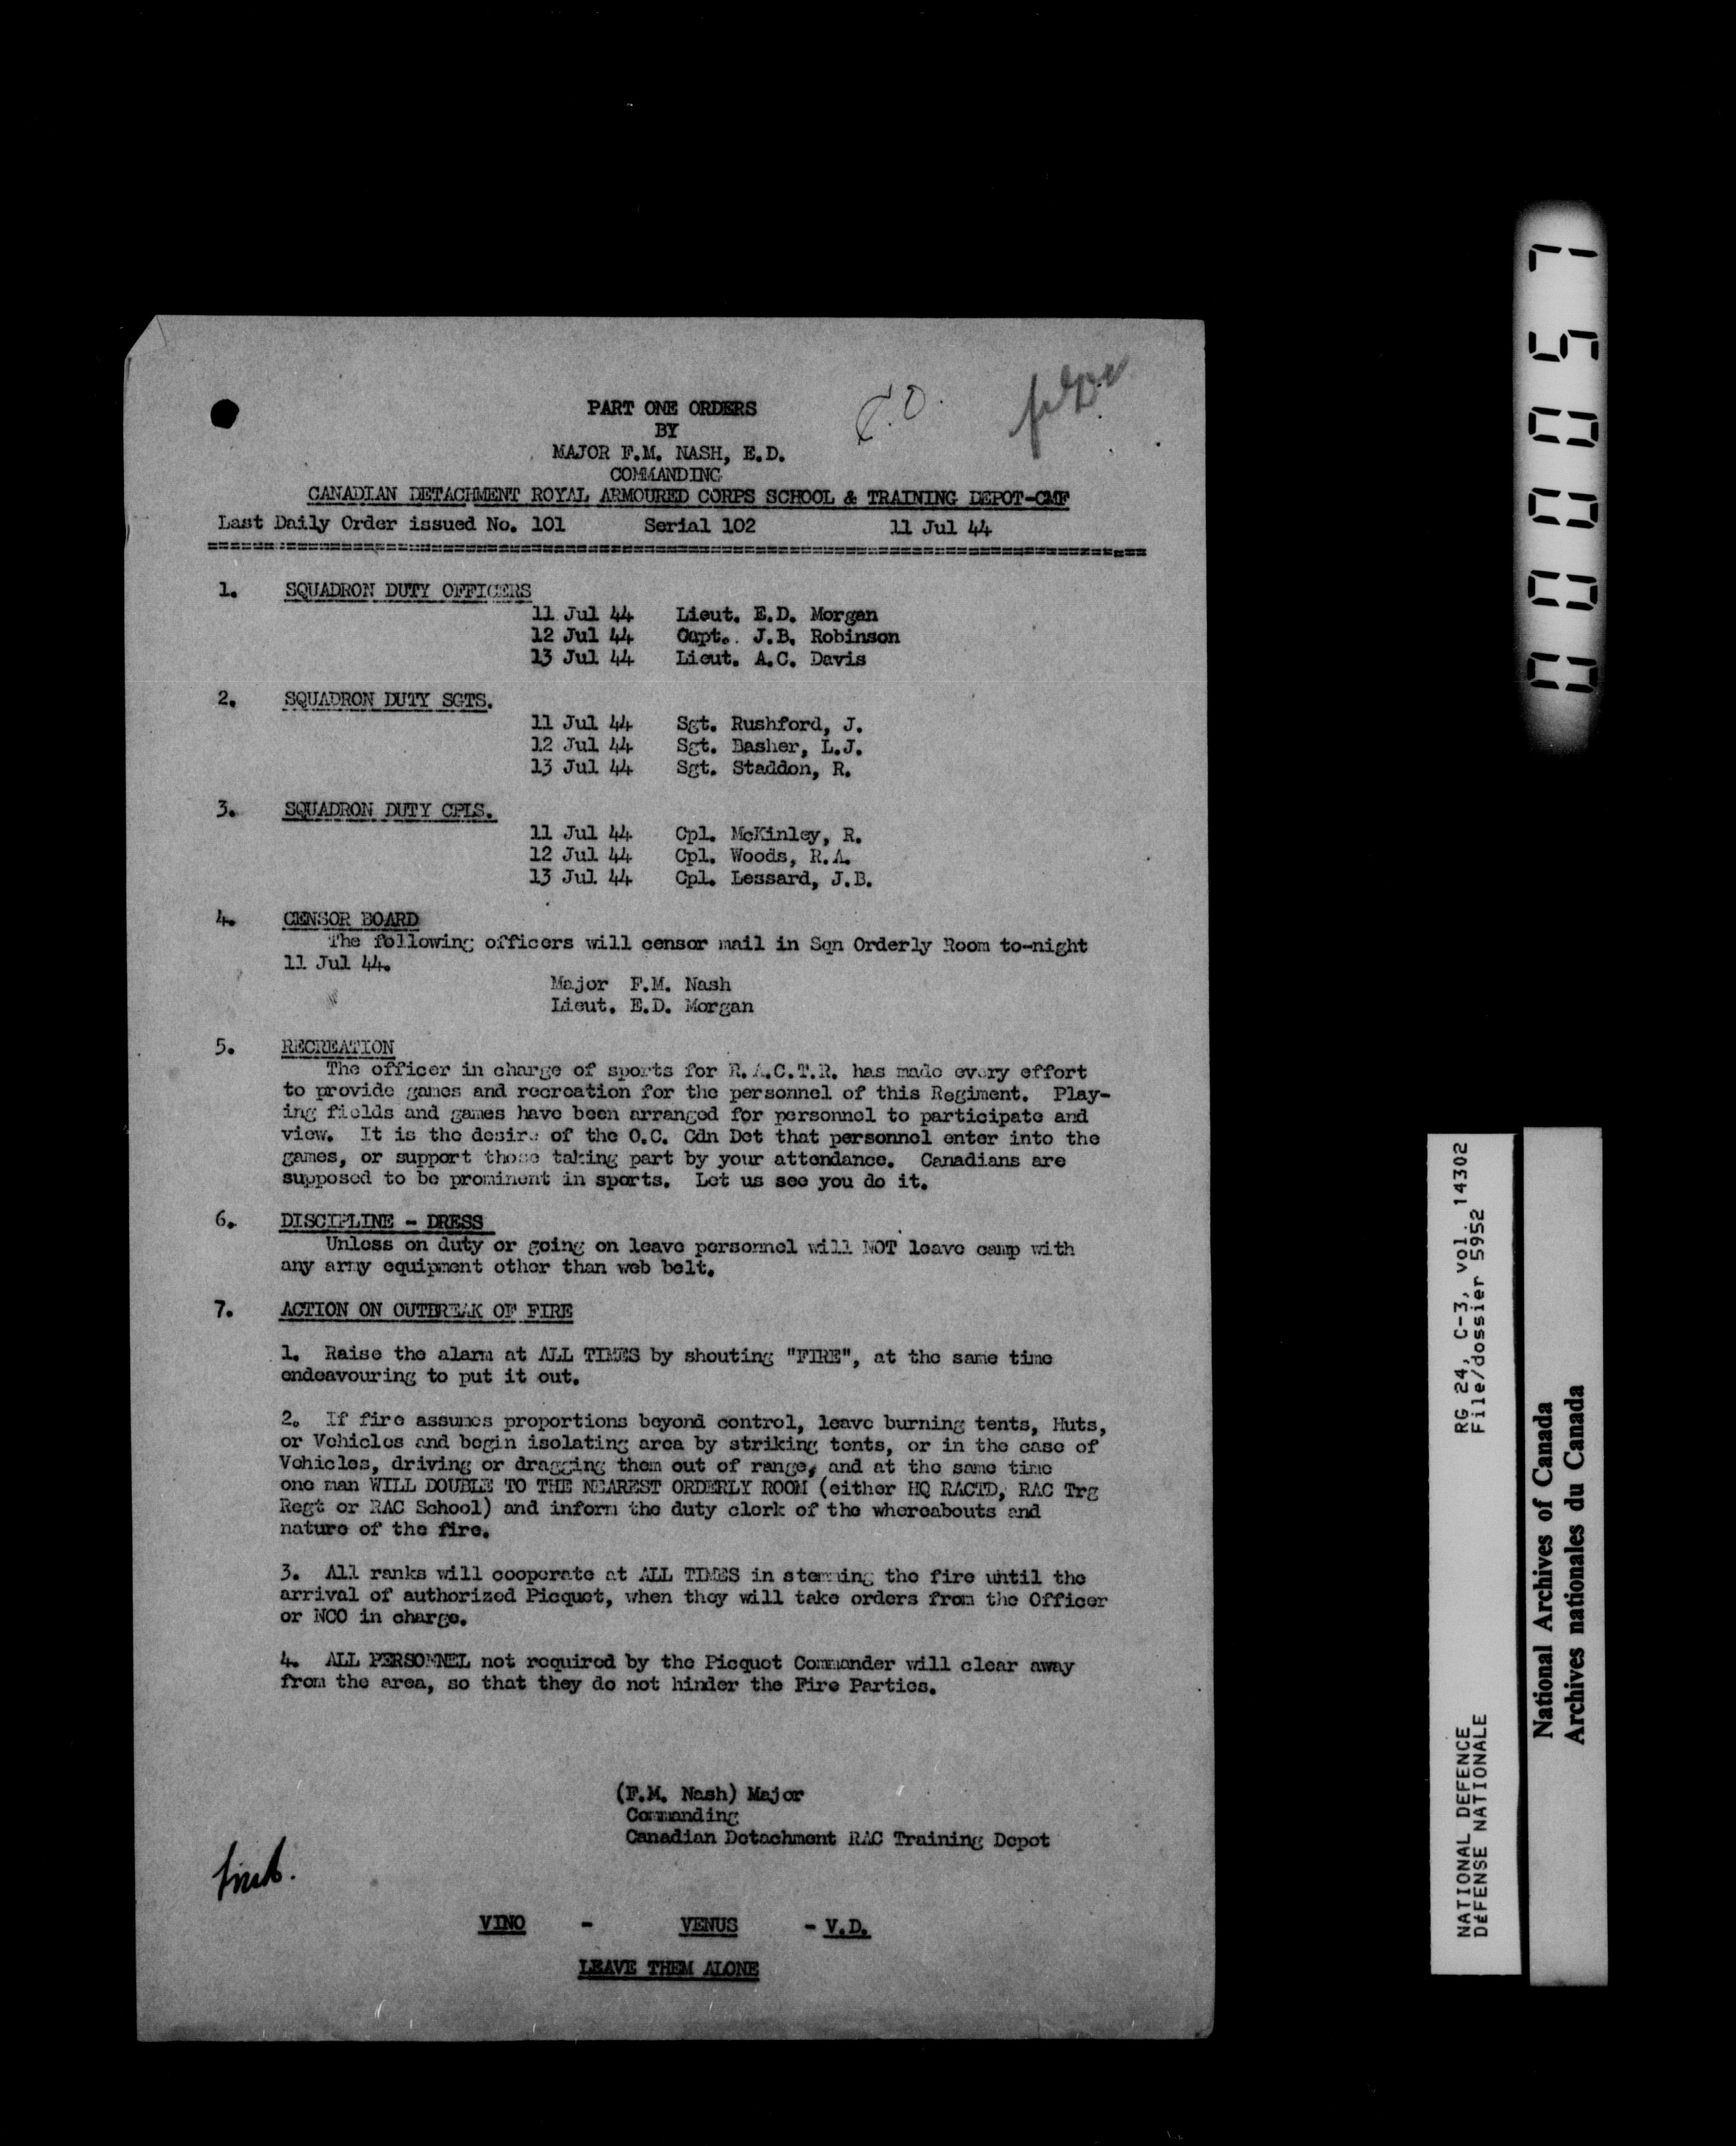 PART ONE ORDERS
BY
MAJOR F.M. NASH, E.D.
COMMANDING
CANADIAN DETACHMENT ROYAL ARMOURED CORPS SCHOOL & TRAINING DEPOT-CMF
Last Daily Order issued No. 101 Serial 102 11 Jul 44
1. SQUADRON DUTY OFFICERS
11 Jul 44 Lieut. E.D. Morgan
12 Jul 44 Capt. J.B. Robinson
13 Jul 44 Lieut. A.C. Davis
2. SQUADRON DUTY SGTS.
11 Jul 44 Sgt. Rushford, J.
12 Jul 44 Sgt. Basher, L.J.
13 Jul 44 Sgt. Staddon, R.
3. SQUADRON DUTY CPLS.
11 Jul 44 Cpl. McKinley, R.
12 Jul 44 Cpl. Woods, R.A.
13 Jul 44 Cpl. Lessard, J.B.
4. CENSOR BOARD
The following officers will censor mail in Sqn Orderly Room to-night
11 Jul 44.
Major F.M. Nash
Lieut. E.D. Morgan
5. RECREATION
The officer in charge of sports for R.A.C.T.R. has made every effort
to provide games and recreation for the personnel of this Regiment. Play-
ing fields and games have been arranged for personnel to participate and
view. It is the desire of the O.C. Cdn Det that personnel enter into the
games, or support those taking part by your attendance. Canadians are
supposed to be prominent in sports. Let us see you do it.
6. DISCIPLINE - DRESS
Unless on duty or going on leave personnel will NOT leave camp with
any army equipment other than web belt.
7. ACTION ON OUTBREAK OF FIRE
1. Raise the alarm at ALL TIMES by shouting "FIRE", at the same time
endeavouring to put it out.
2. If fire assumes proportions beyond control, leave burning tents, Huts,
or Vehicles and begin isolating area by striking tents, or in the case of
Vehicles, driving or dragging them out of range, and at the same time
one man WILL DOUBLE TO THE NEAREST ORDERLY ROOM (either HQ RACTD, RAC Trg
Regt or RAC School) and inform the duty clerk of the whereabouts and
nature of the fire.
3. All ranks will cooperate at ALL TIMES in stemming the fire until the
arrival of authorized Picquet, when they will take orders from the Officer
or NCO in charge.
4. ALL PERSONNEL not required by the Picquet Commander will clear away
from the area, so that they do not hinder the Fire Parties.
(F.M. Nash) Major
Commanding
Canadian Detachment RAC Training Depot
VINO - VENUS - V.D.
LEAVE THEM ALONE
000057
RG 24, C-3, vol. 14302
File/dossier 5952
NATIONAL DEFENCE
DÉFENSE NATIONALE
National Archives of Canada
Archives nationales du Canada